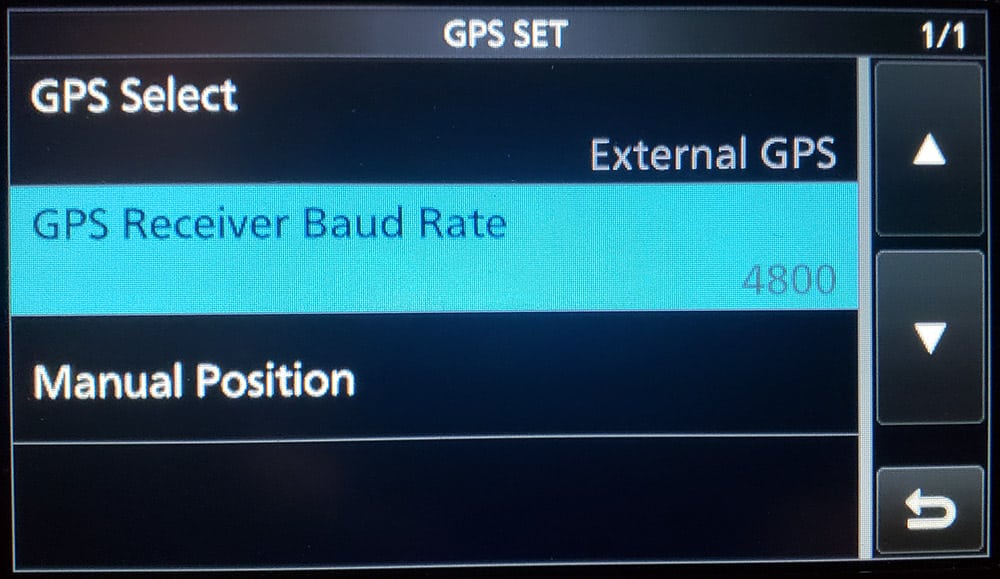 GPS SET
1/1
GPS Select
External GPS
GPS Receiver Baud Rate
4800
Manual Position